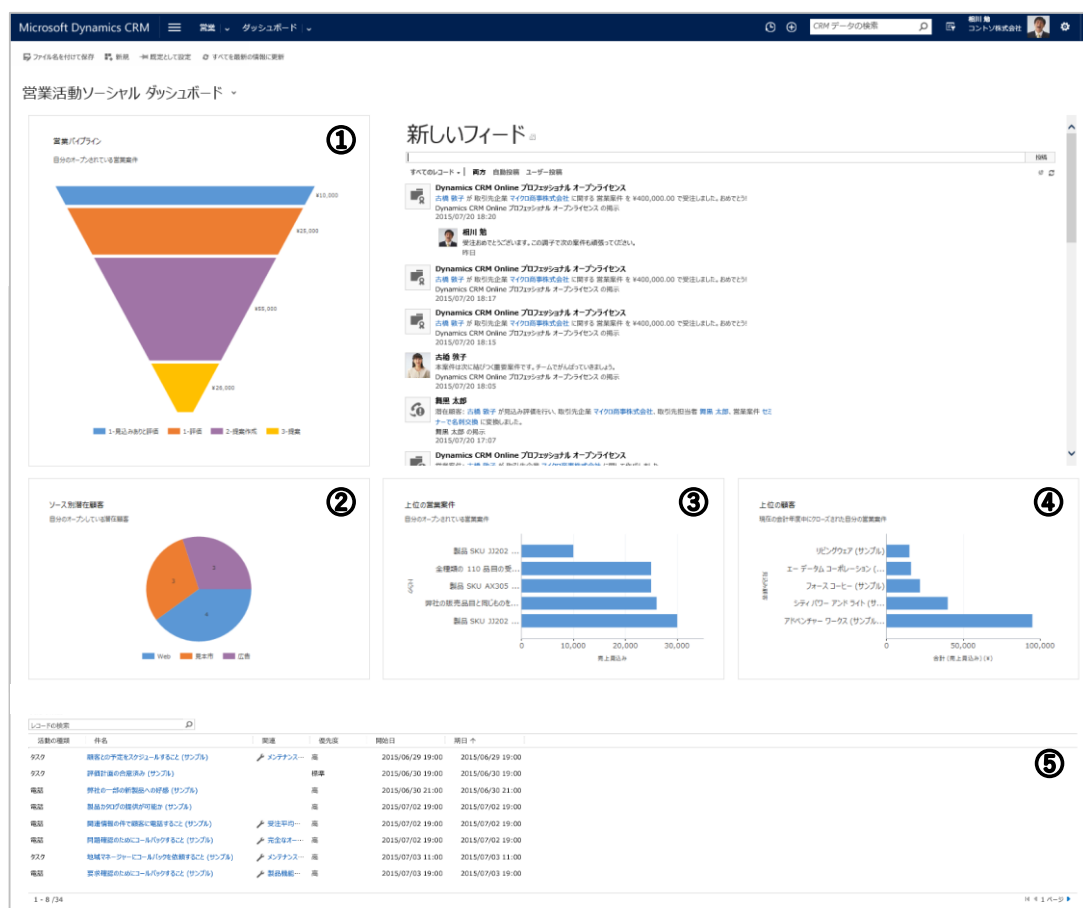 Microsoft Dynamics CRM 営業 ダッシュボード CRM データの検索 相川 勉
コントソ株式会社
ファイル名を付けて保存 新規 既定として設定 すべてを最新の情報に更新
営業活動ソーシャル ダッシュボード
営業パイプライン
①
自分のオープンされている営業案件
¥10,000
¥25,000
¥55,000
¥26,000
1-見込みありと評価 1-評価 2-提案作成 3-提案
新しいフィード
投稿
すべてのレコード 両方 自動投稿 ユーザー投稿
Dynamics CRM Online プロフェッショナル オープンライセンス
古橋 敦子 が 取引先企業 マイクロ商事株式会社 に関する 営業案件 を ¥400,000.00 で受注しました。おめでとう!
Dynamics CRM Online プロフェッショナル オープンライセンス の掲示
2015/07/20 18:20
相川 勉
受注おめでとうございます。この調子で次の案件も頑張ってください。
昨日
Dynamics CRM Online プロフェッショナル オープンライセンス
古橋 敦子 が 取引先企業 マイクロ商事株式会社 に関する 営業案件 を ¥400,000.00 で受注しました。おめでとう!
Dynamics CRM Online プロフェッショナル オープンライセンス の掲示
2015/07/20 18:17
Dynamics CRM Online プロフェッショナル オープンライセンス
古橋 敦子 が 取引先企業 マイクロ商事株式会社 に関する 営業案件 を ¥400,000.00 で受注しました。おめでとう!
Dynamics CRM Online プロフェッショナル オープンライセンス の掲示
2015/07/20 18:15
古橋 敦子
本案件は次に結びつく重要案件です。チームでがんばっていきましょう。
Dynamics CRM Online プロフェッショナル オープンライセンス の掲示
2015/07/20 18:05
舞黒 太郎
潜在顧客: 古橋 敦子 が見込み評価を行い、取引先企業 マイクロ商事株式会社、取引先担当者 舞黒 太郎、営業案件 セミ
ナーで名刺交換 に変換しました。
舞黒 太郎 の掲示
2015/07/20 17:07
Dynamics CRM Online プロフェッショナル オープンライセンス
ソース別潜在顧客
②
自分のオープンしている潜在顧客
3
2
4
Web 見本市 広告
上位の営業案件
③
自分のオープンされている営業案件
製品 SKU JJ202 ...
全種類の 110 品目の受...
製品 SKU AX305 ...
弊社の販売品目と同じものを...
製品 SKU JJ202 ...
0 10,000 20,000 30,000
売上見込み
上位の顧客
④
現在の会計年度中にクローズされた自分の営業案件
見込み顧客
リビングウェア (サンプル)
エー データム コーポレーション (...
フォース コーヒー (サンプル)
シティ パワー アンド ライト (サ...
アドベンチャー ワークス (サンプル...
0 50,000 100,000
合計 (売上見込み) (¥)
レコードの検索
⑤
活動の種類 件名 関連 優先度 開始日 期日 ↑
タスク 顧客との予定をスケジュールすること (サンプル) メンテナンス… 高 2015/06/29 19:00 2015/06/29 19:00
タスク 評価計画の合意済み (サンプル) 標準 2015/06/30 19:00 2015/06/30 19:00
電話 弊社の一部の新製品への好感 (サンプル) 高 2015/06/30 21:00 2015/06/30 21:00
電話 製品カタログの提供が可能か (サンプル) 高 2015/07/02 19:00 2015/07/02 19:00
電話 関連情報の件で顧客に電話すること (サンプル) 受注平均… 高 2015/07/02 19:00 2015/07/02 19:00
電話 問題確認のためにコールバックすること (サンプル) 完全なオー… 高 2015/07/02 19:00 2015/07/02 19:00
タスク 地域マネージャーにコールバックを依頼すること (サンプル) メンテナンス… 高 2015/07/03 11:00 2015/07/03 11:00
電話 要求確認のためにコールバックすること (サンプル) 製品機能… 高 2015/07/03 19:00 2015/07/03 19:00
1 - 8 /34
1 ページ